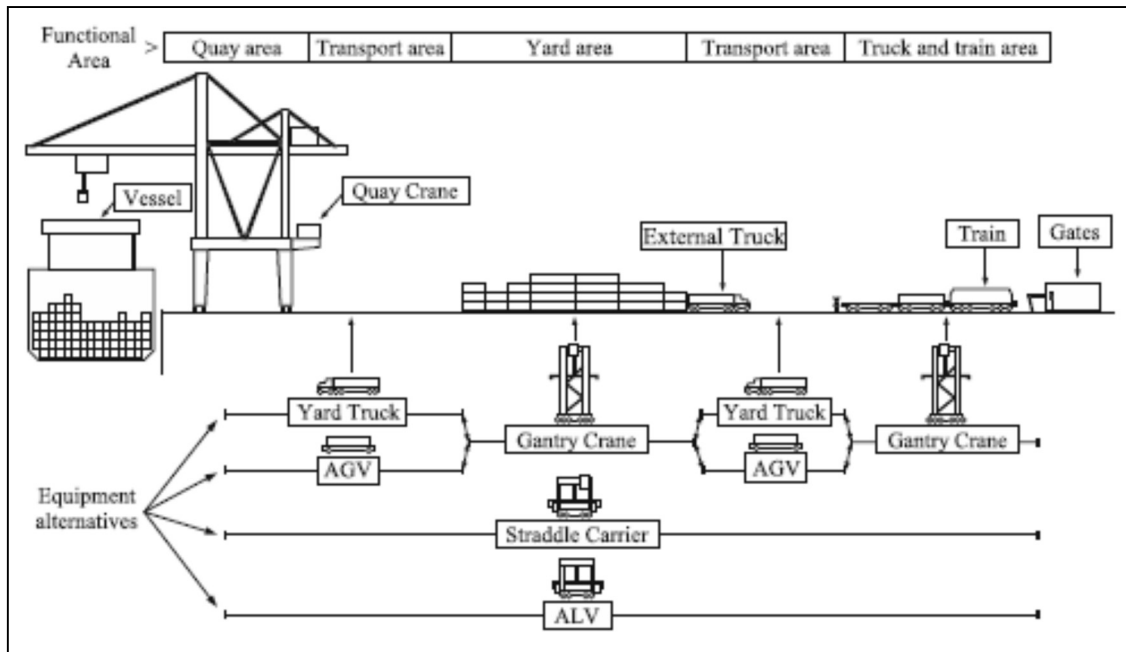 Functional
Area
>
Quay area
Transport area
Yard area
Transport area
Truck and train area
Vessel
Quay Crane
External Truck
Train
Gates
Yard Truck
Yard Truck
Gantry Crane
Gantry Crane
AGV
AGV
Equipment
alternatives
Straddle Carrier
ALV